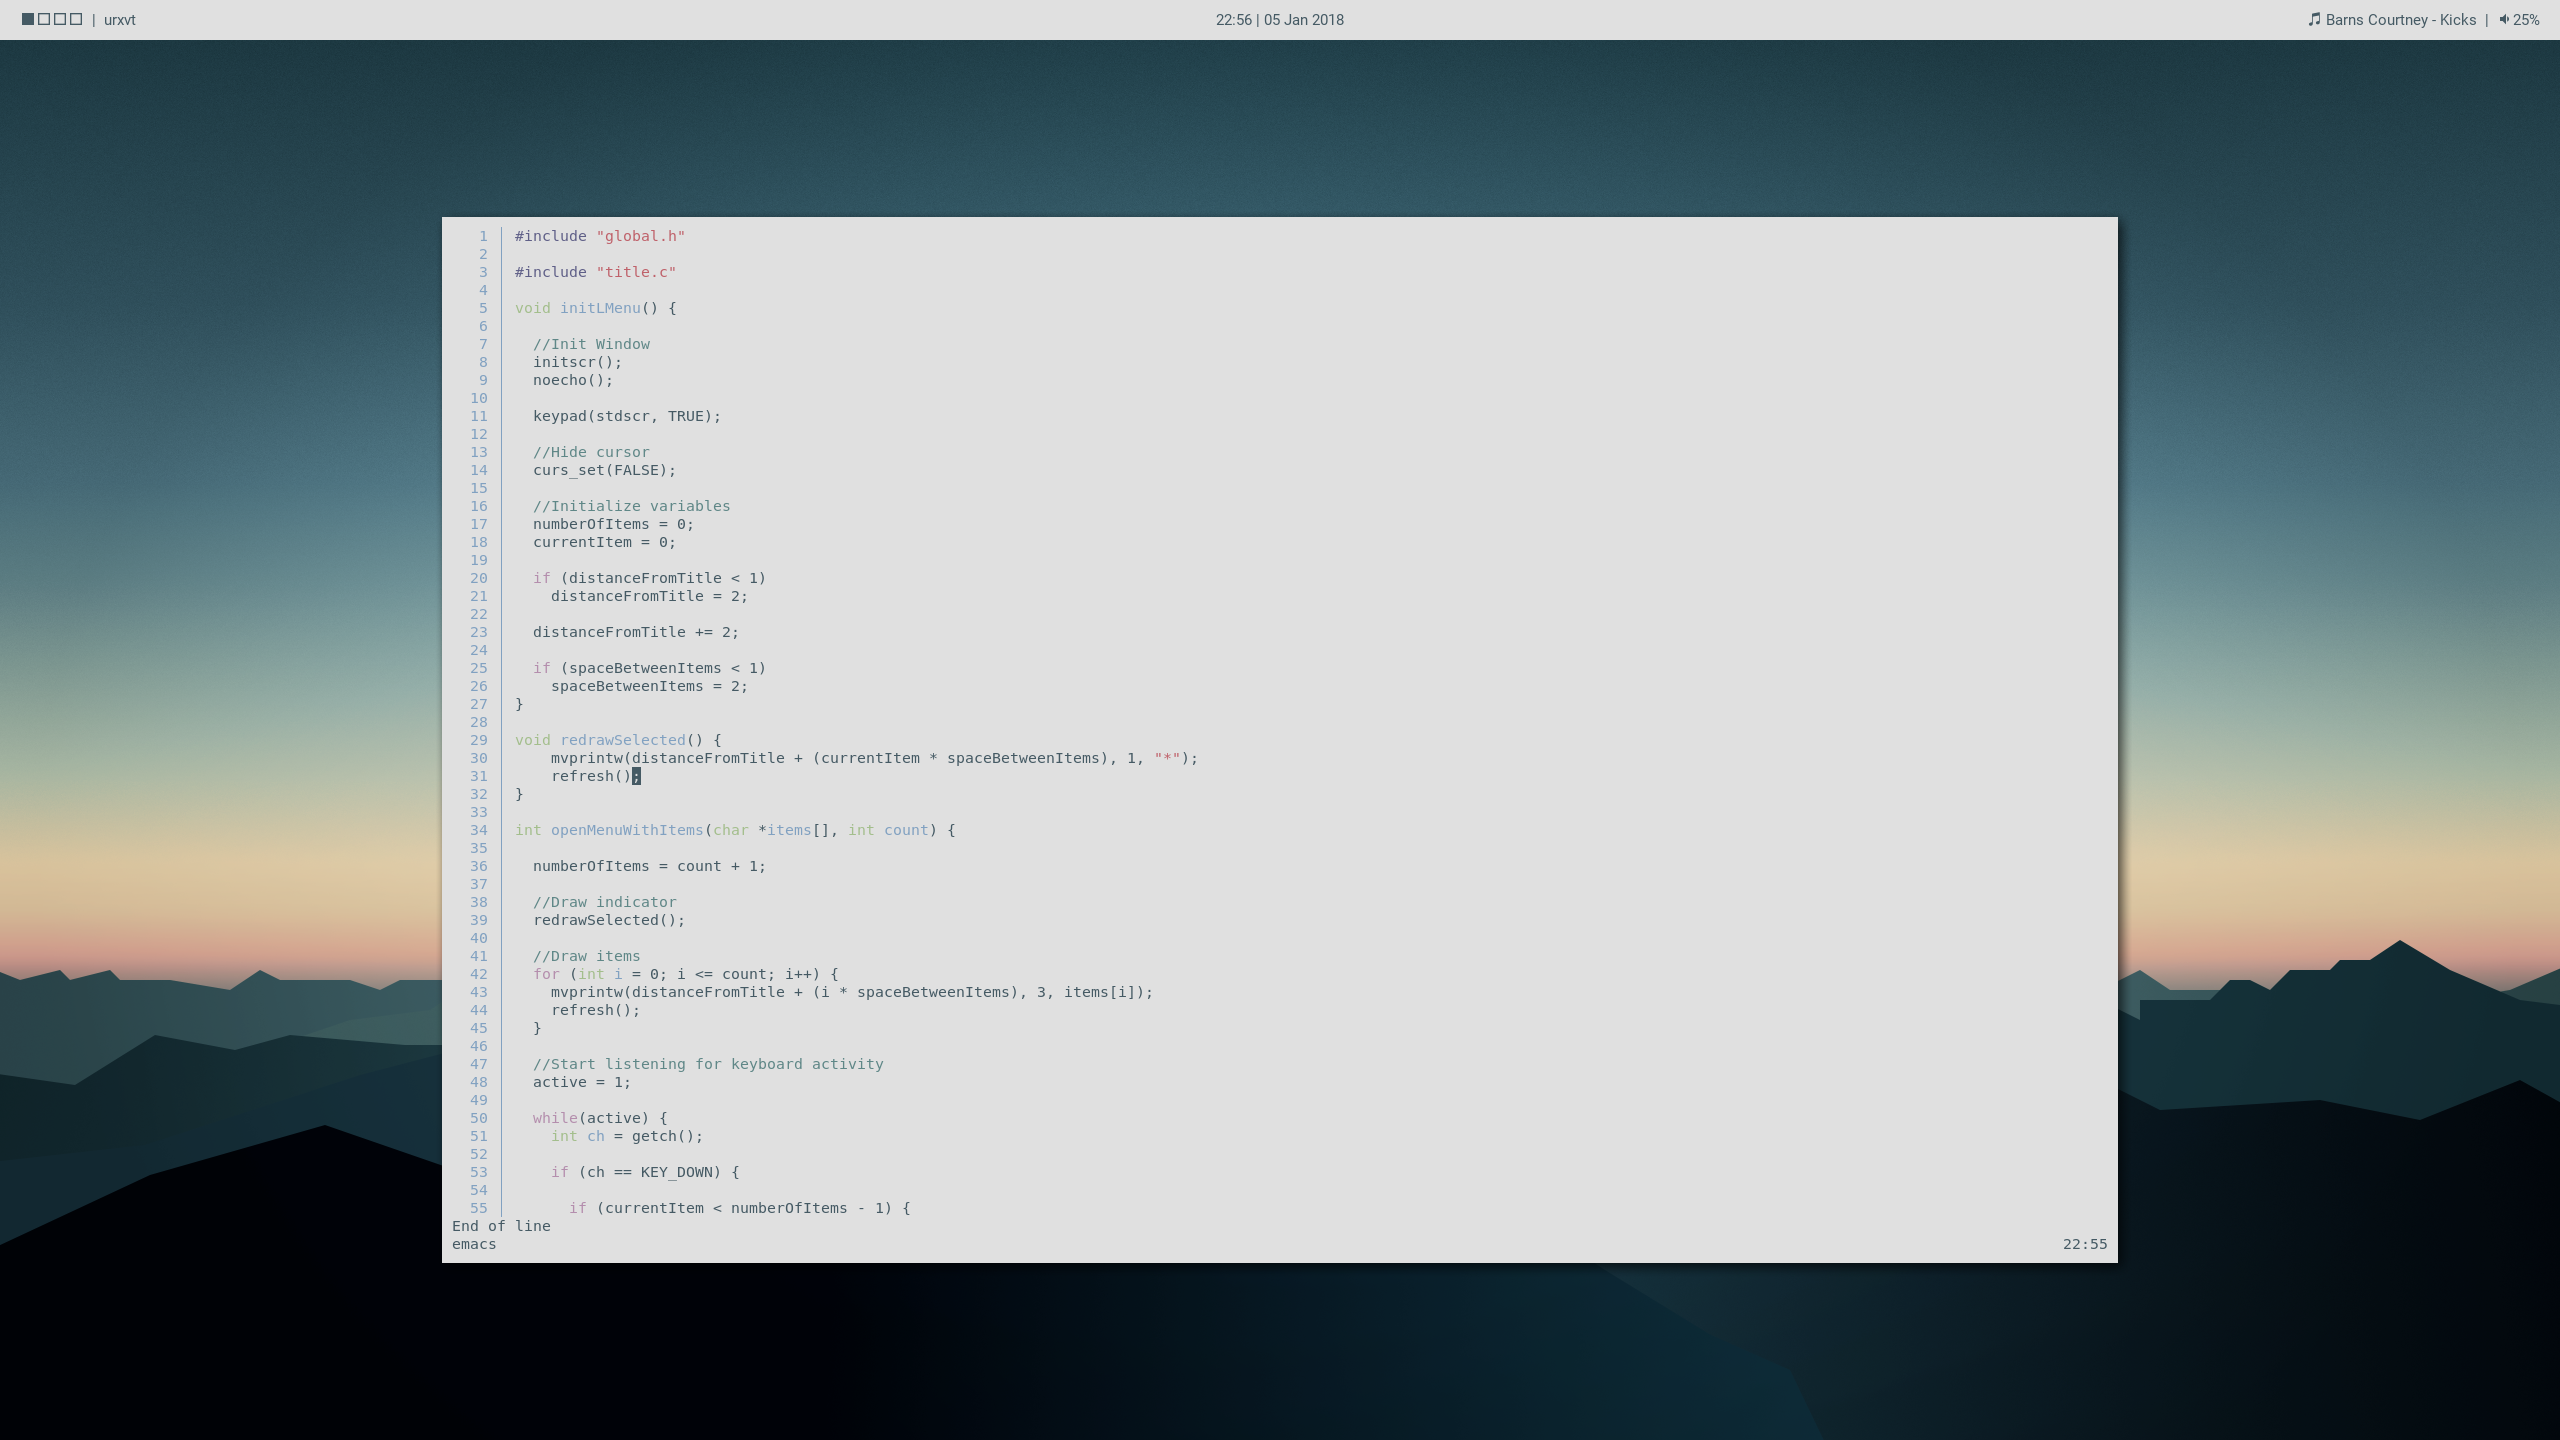 | urxvt
22:56 | 05 Jan 2018
Barns Courtney - Kicks | 25%
1 #include "global.h"
2
3 #include "title.c"
4
5 void initLMenu() {
6
7   //Init Window
8   initscr();
9   noecho();
10
11   keypad(stdscr, TRUE);
12
13   //Hide cursor
14   curs_set(FALSE);
15
16   //Initialize variables
17   numberOfItems = 0;
18   currentItem = 0;
19
20   if (distanceFromTitle < 1)
21     distanceFromTitle = 2;
22
23   distanceFromTitle += 2;
24
25   if (spaceBetweenItems < 1)
26     spaceBetweenItems = 2;
27 }
28
29 void redrawSelected() {
30     mvprintw(distanceFromTitle + (currentItem * spaceBetweenItems), 1, "*");
31     refresh();
32 }
33
34 int openMenuWithItems(char *items[], int count) {
35
36   numberOfItems = count + 1;
37
38   //Draw indicator
39   redrawSelected();
40
41   //Draw items
42   for (int i = 0; i <= count; i++) {
43     mvprintw(distanceFromTitle + (i * spaceBetweenItems), 3, items[i]);
44     refresh();
45   }
46
47   //Start listening for keyboard activity
48   active = 1;
49
50   while(active) {
51     int ch = getch();
52
53     if (ch == KEY_DOWN) {
54
55       if (currentItem < numberOfItems - 1) {
End of line
emacs 22:55